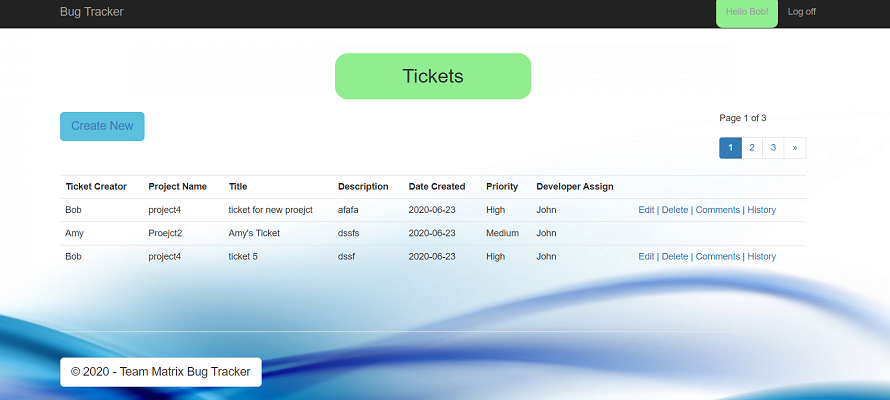 Bug Tracker Hello Bob! Log off
Tickets
Create New
Page 1 of 3
1 2 3 »
Ticket Creator Project Name Title Description Date Created Priority Developer Assign
Bob project4 ticket for new proejct afafa 2020-06-23 High John Edit | Delete | Comments | History
Amy Proejct2 Amy's Ticket dssfs 2020-06-23 Medium John
Bob project4 ticket 5 dssf 2020-06-23 High John Edit | Delete | Comments | History
© 2020 - Team Matrix Bug Tracker